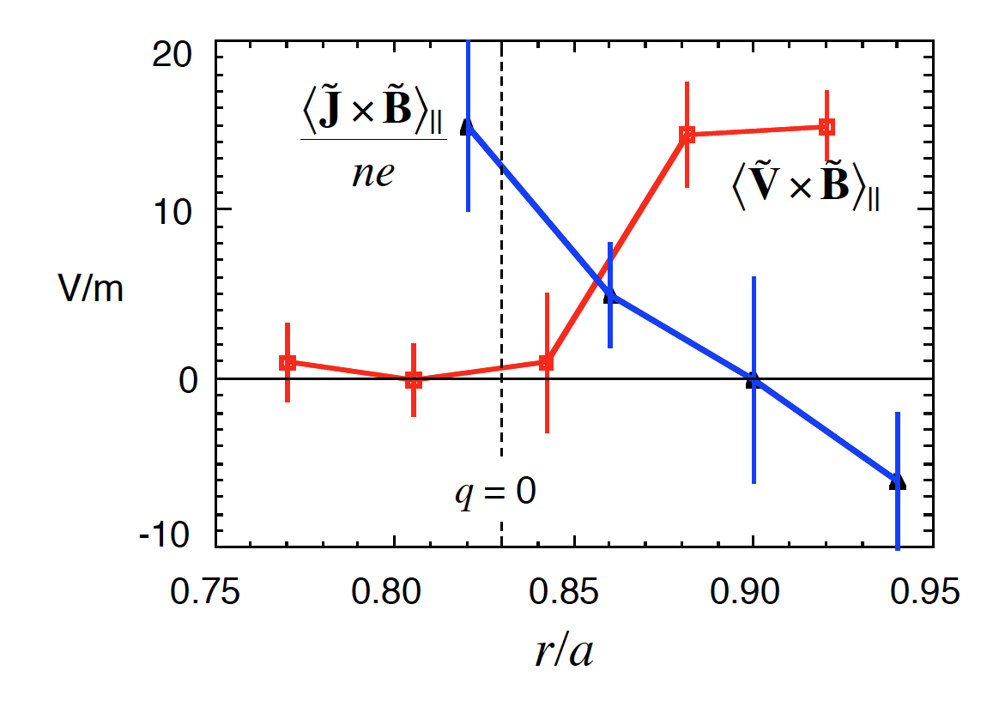 20
⟨J̃ × B̃⟩||
ne
⟨Ṽ × B̃⟩||
10
V/m
0
q = 0
-10
0.75 0.80 0.85 0.90 0.95
r/a